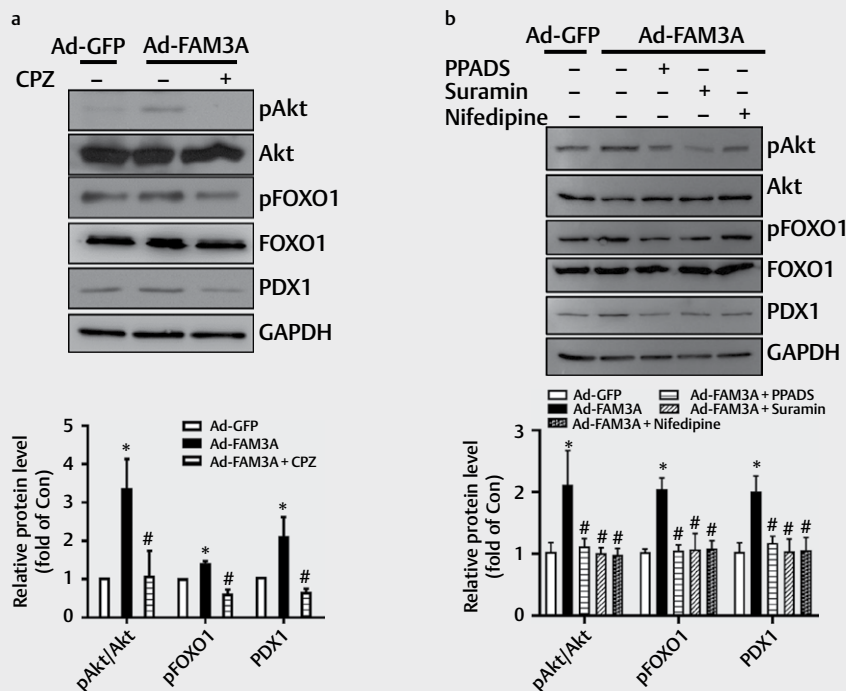 a
Ad-GFP Ad-FAM3A
CPZ – – +
pAkt
Akt
pFOXO1
FOXO1
PDX1
GAPDH
Relative protein level
(fold of Con)
5
4
3
2
1
0
Ad-GFP
Ad-FAM3A
Ad-FAM3A + CPZ
* # * # * #
pAkt/Akt pFOXO1 PDX1
b
Ad-GFP Ad-FAM3A
PPADS – – + – –
Suramin – – – + –
Nifedipine – – – – +
pAkt
Akt
pFOXO1
FOXO1
PDX1
GAPDH
Ad-GFP Ad-FAM3A + PPADS
Ad-FAM3A Ad-FAM3A + Suramin
Ad-FAM3A + Nifedipine
Relative protein level
(fold of Con)
3
2
1
0
* # # # * # # # * # # #
pAkt/Akt pFOXO1 PDX1